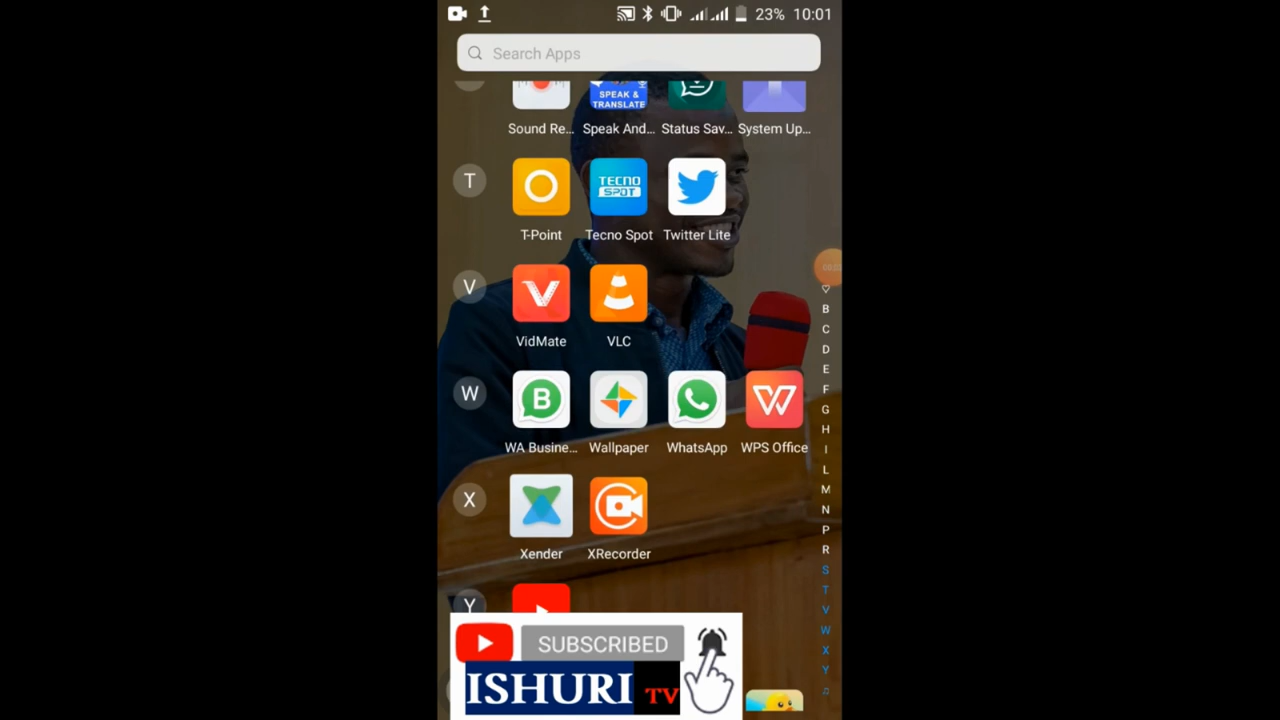 23% 10:01
Search Apps
SPEAK &
TRANSLATE
Sound Re... Speak And... Status Sav... System Up...
T
TECNO
SPOT
T-Point Tecno Spot Twitter Lite
V
VidMate VLC
W
B
WA Busine... Wallpaper WhatsApp WPS Office
X
Xender XRecorder
Y
B
C
D
E
F
G
H
I
L
M
N
P
R
S
T
V
W
X
Y
SUBSCRIBED
ISHURI TV